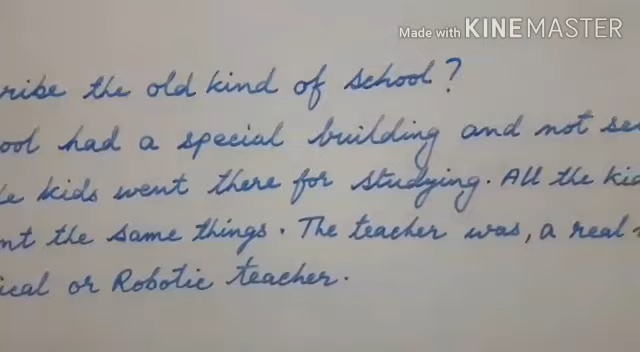 Made with KINEMASTER
ribe the old kind of school?
ool had a special building and not se
e kids went there for studying. All the ki
nt the same things. The teacher was, a real
ical or Robotic teacher.